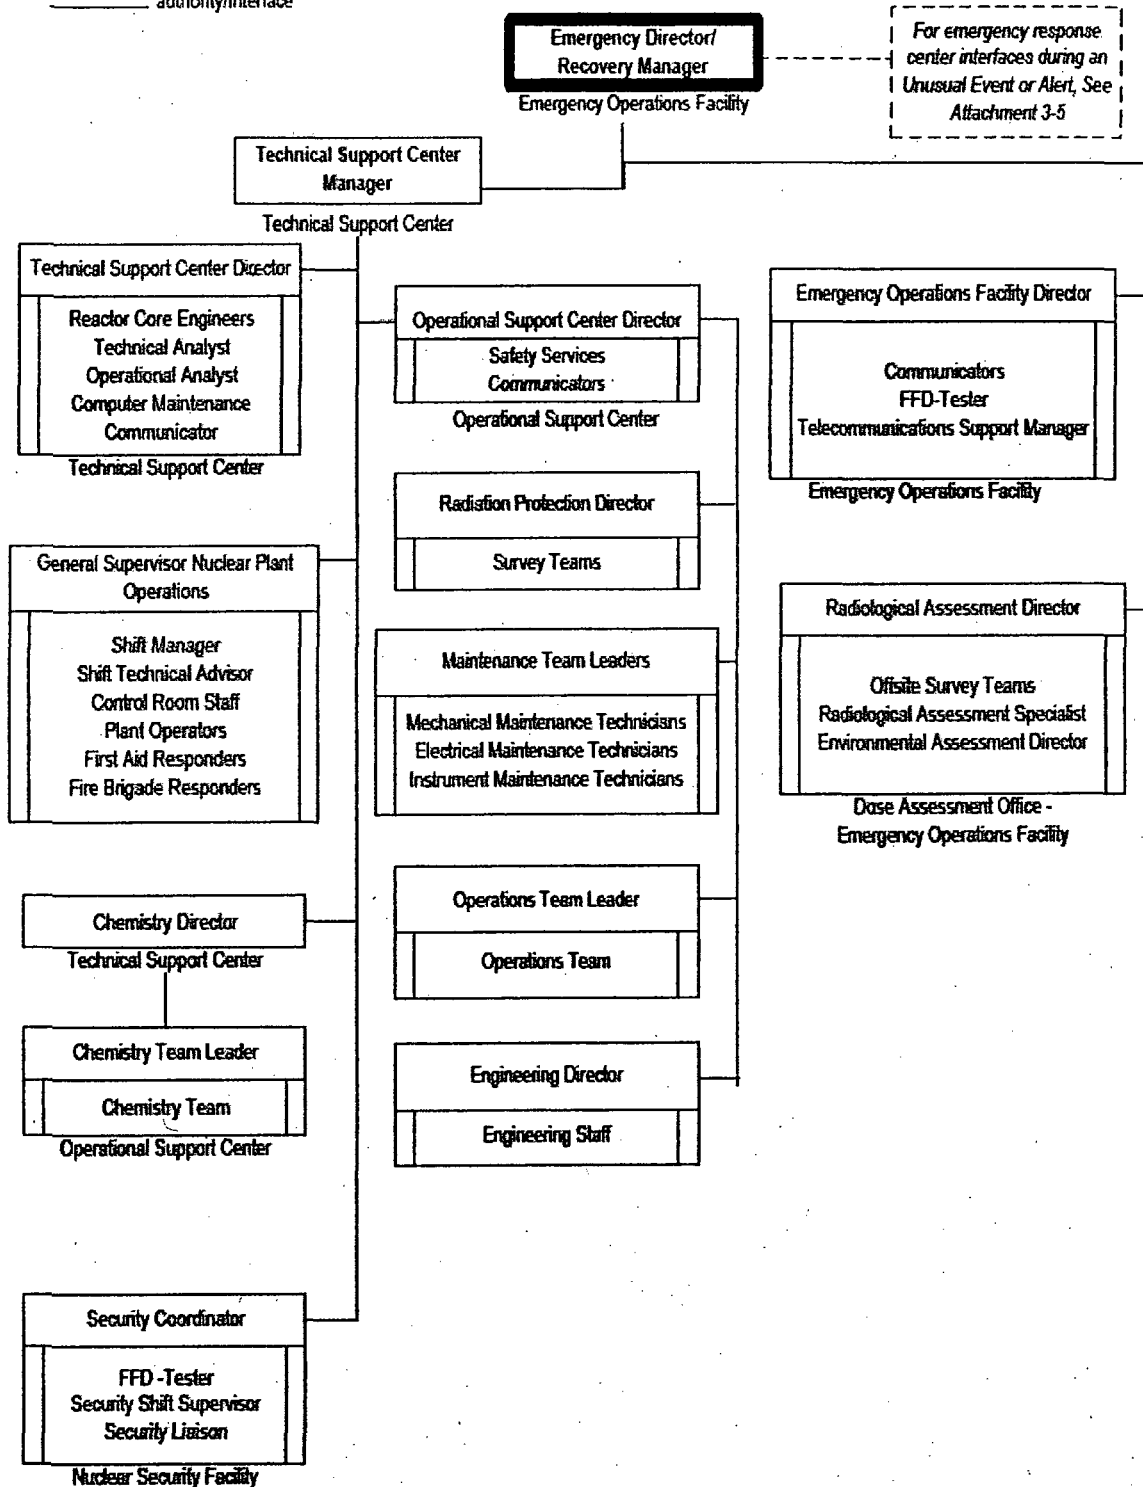 authority/interface
Emergency Director/
Recovery Manager
Emergency Operations Facility
For emergency response
center interfaces during an
Unusual Event or Alert, See
Attachment 3-5
Technical Support Center
Manager
Technical Support Center
Technical Support Center Director
Reactor Core Engineers
Technical Analyst
Operational Analyst
Computer Maintenance
Communicator
Technical Support Center
Operational Support Center Director
Safety Services
Communicators
Operational Support Center
Emergency Operations Facility Director
Communicators
FFD-Tester
Telecommunications Support Manager
Emergency Operations Facility
Radiation Protection Director
Survey Teams
General Supervisor Nuclear Plant
Operations
Shift Manager
Shift Technical Advisor
Control Room Staff
Plant Operators
First Aid Responders
Fire Brigade Responders
Maintenance Team Leaders
Mechanical Maintenance Technicians
Electrical Maintenance Technicians
Instrument Maintenance Technicians
Radiological Assessment Director
Offsite Survey Teams
Radiological Assessment Specialist
Environmental Assessment Director
Dose Assessment Office -
Emergency Operations Facility
Chemistry Director
Technical Support Center
Operations Team Leader
Operations Team
Chemistry Team Leader
Chemistry Team
Operational Support Center
Engineering Director
Engineering Staff
Security Coordinator
FFD -Tester
Security Shift Supervisor
Security Liaison
Nuclear Security Facility